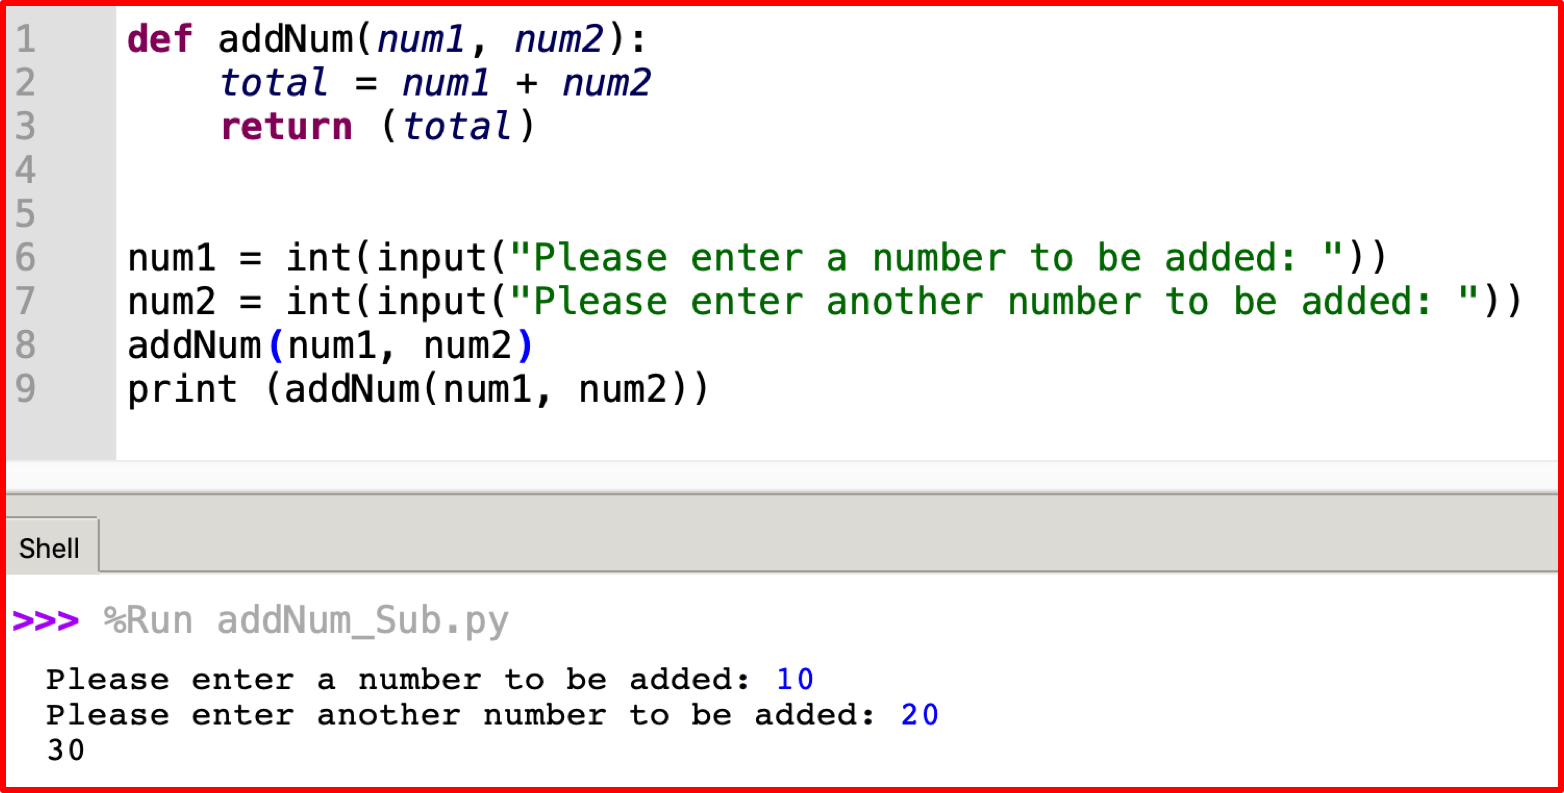 1 def addNum(num1, num2):
2     total = num1 + num2
3     return (total)
4
5
6 num1 = int(input("Please enter a number to be added: "))
7 num2 = int(input("Please enter another number to be added: "))
8 addNum(num1, num2)
9 print (addNum(num1, num2))
Shell
>>> %Run addNum_Sub.py
Please enter a number to be added: 10
Please enter another number to be added: 20
30